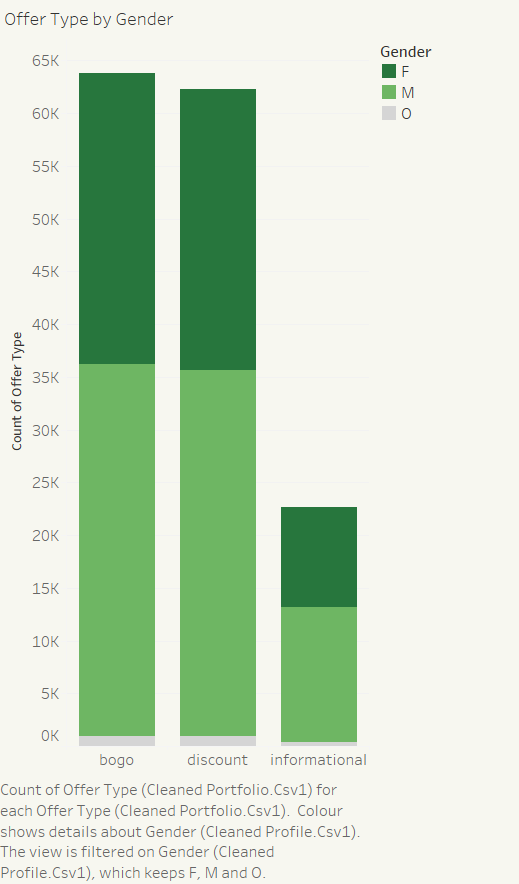 Offer Type by Gender
Gender
F
M
O
65K
60K
55K
50K
45K
40K
35K
30K
25K
20K
15K
10K
5K
0K
Count of Offer Type
bogo discount informational
Count of Offer Type (Cleaned Portfolio.Csv1) for
each Offer Type (Cleaned Portfolio.Csv1). Colour
shows details about Gender (Cleaned Profile.Csv1).
The view is filtered on Gender (Cleaned
Profile.Csv1), which keeps F, M and O.